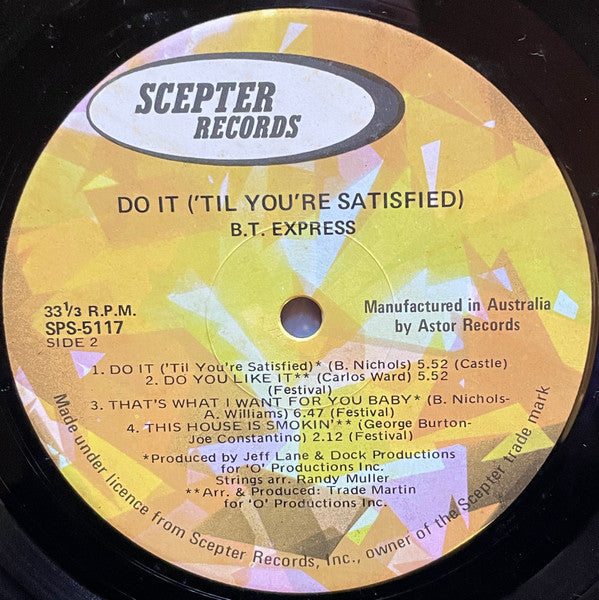 SCEPTER
RECORDS
DO IT ('TIL YOU'RE SATISFIED)
B.T. EXPRESS
33⅓ R.P.M.
SPS-5117
SIDE 2
Manufactured in Australia
by Astor Records
1. DO IT ('Til You're Satisfied)* (B. Nichols) 5.52 (Castle)
2. DO YOU LIKE IT** (Carlos Ward) 5.52
(Festival)
3. THAT'S WHAT I WANT FOR YOU BABY* (B. Nichols-
A. Williams) 6.47 (Festival)
4. THIS HOUSE IS SMOKIN'** (George Burton-
Joe Constantino) 2.12 (Festival)
*Produced by Jeff Lane & Dock Productions
for 'O' Productions Inc.
Strings arr. Randy Muller
**Arr. & Produced: Trade Martin
for 'O' Productions Inc.
Made under licence from Scepter Records, Inc., owner of the Scepter trade mark